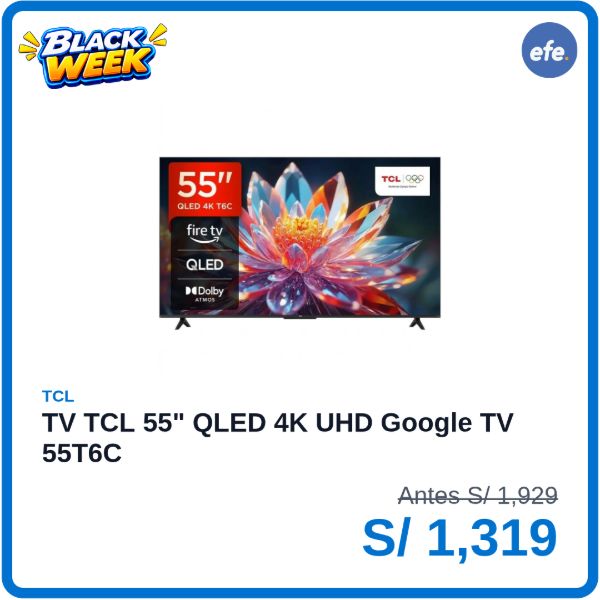 BLACK
WEEK
efe.
55"
QLED 4K T6C
fire tv
QLED
Dolby
ATMOS
TCL
TCL
TV TCL 55" QLED 4K UHD Google TV
55T6C
Antes S/ 1,929
S/ 1,319